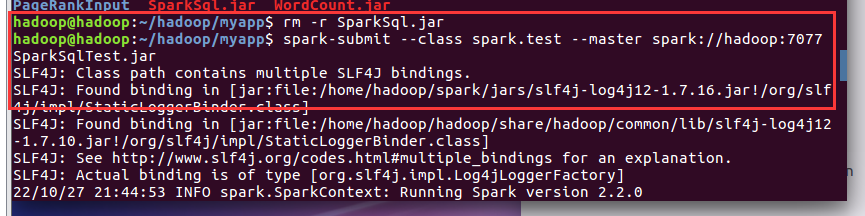 PageRankInput  SparkSql.jar  WordCount.jar
hadoop@hadoop:~/hadoop/myapp$ rm -r SparkSql.jar
hadoop@hadoop:~/hadoop/myapp$ spark-submit --class spark.test --master spark://hadoop:7077
SparkSqlTest.jar
SLF4J: Class path contains multiple SLF4J bindings.
SLF4J: Found binding in [jar:file:/home/hadoop/spark/jars/slf4j-log4j12-1.7.16.jar!/org/slf
4j/impl/StaticLoggerBinder.class]
SLF4J: Found binding in [jar:file:/home/hadoop/hadoop/share/hadoop/common/lib/slf4j-log4j12
-1.7.10.jar!/org/slf4j/impl/StaticLoggerBinder.class]
SLF4J: See http://www.slf4j.org/codes.html#multiple_bindings for an explanation.
SLF4J: Actual binding is of type [org.slf4j.impl.Log4jLoggerFactory]
22/10/27 21:44:53 INFO spark.SparkContext: Running Spark version 2.2.0